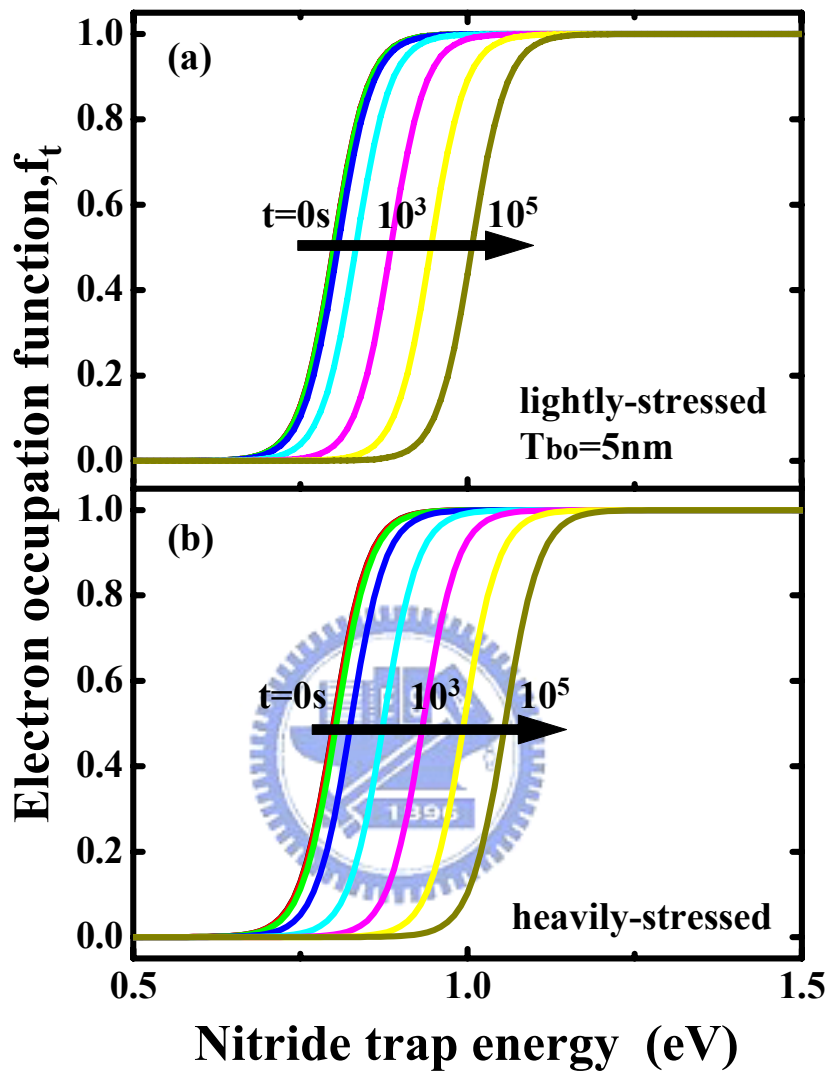 Electron occupation function,fₜ
(a)
1.0
0.8
0.6
0.4
0.2
0.0
t=0s 10³ 10⁵
lightly-stressed
Tbo=5nm
(b)
1.0
0.8
0.6
0.4
0.2
0.0
t=0s 10³ 10⁵
1896
heavily-stressed
0.5 1.0 1.5
Nitride trap energy (eV)